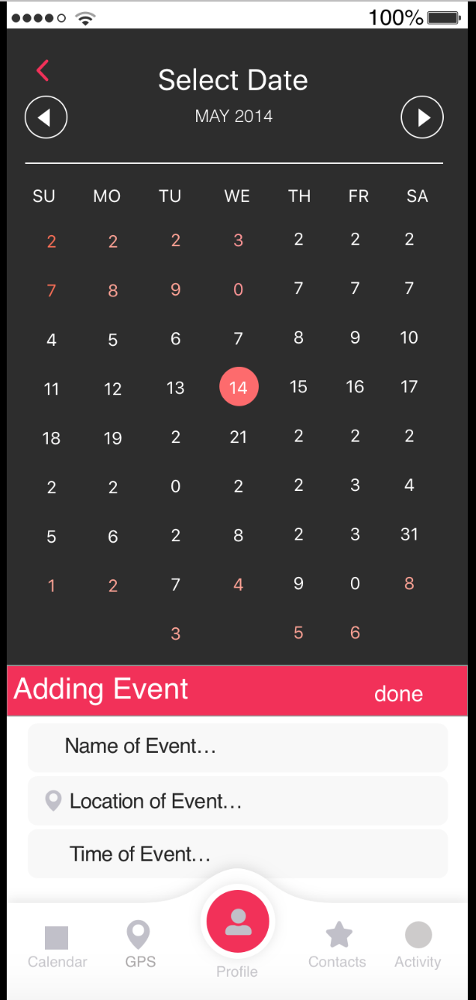 100%
Select Date
MAY 2014
SU MO TU WE TH FR SA
2 2 2 3 2 2 2
7 8 9 0 7 7 7
4 5 6 7 8 9 10
11 12 13 14 15 16 17
18 19 2 21 2 2 2
2 2 0 2 2 3 4
5 6 2 8 2 3 31
1 2 7 4 9 0 8
3 5 6
Adding Event done
Name of Event...
Location of Event...
Time of Event...
Calendar GPS Profile Contacts Activity